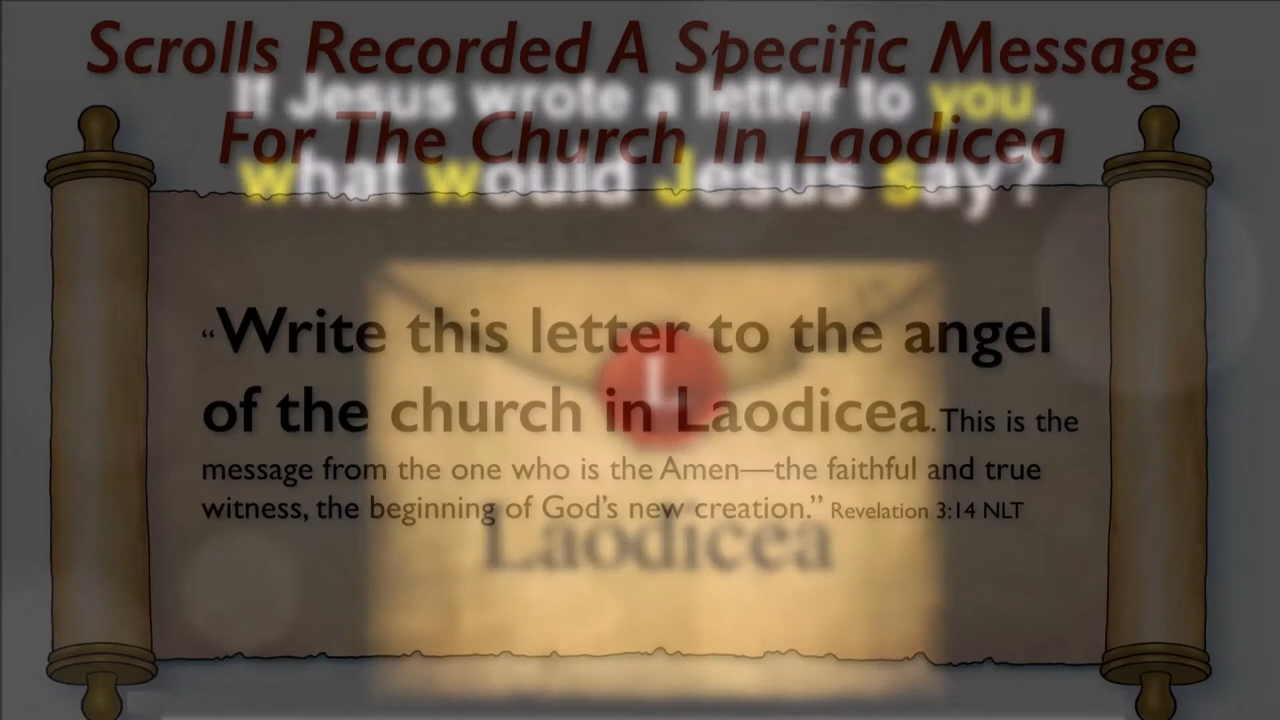 Scrolls Recorded A Specific Message
If Jesus wrote a letter to you,
For The Church In Laodicea
what would Jesus say?
“Write this letter to the angel
L
of the church in Laodicea. This is the
message from the one who is the Amen—the faithful and true
witness, the beginning of God’s new creation.” Revelation 3:14 NLT
Laodicea